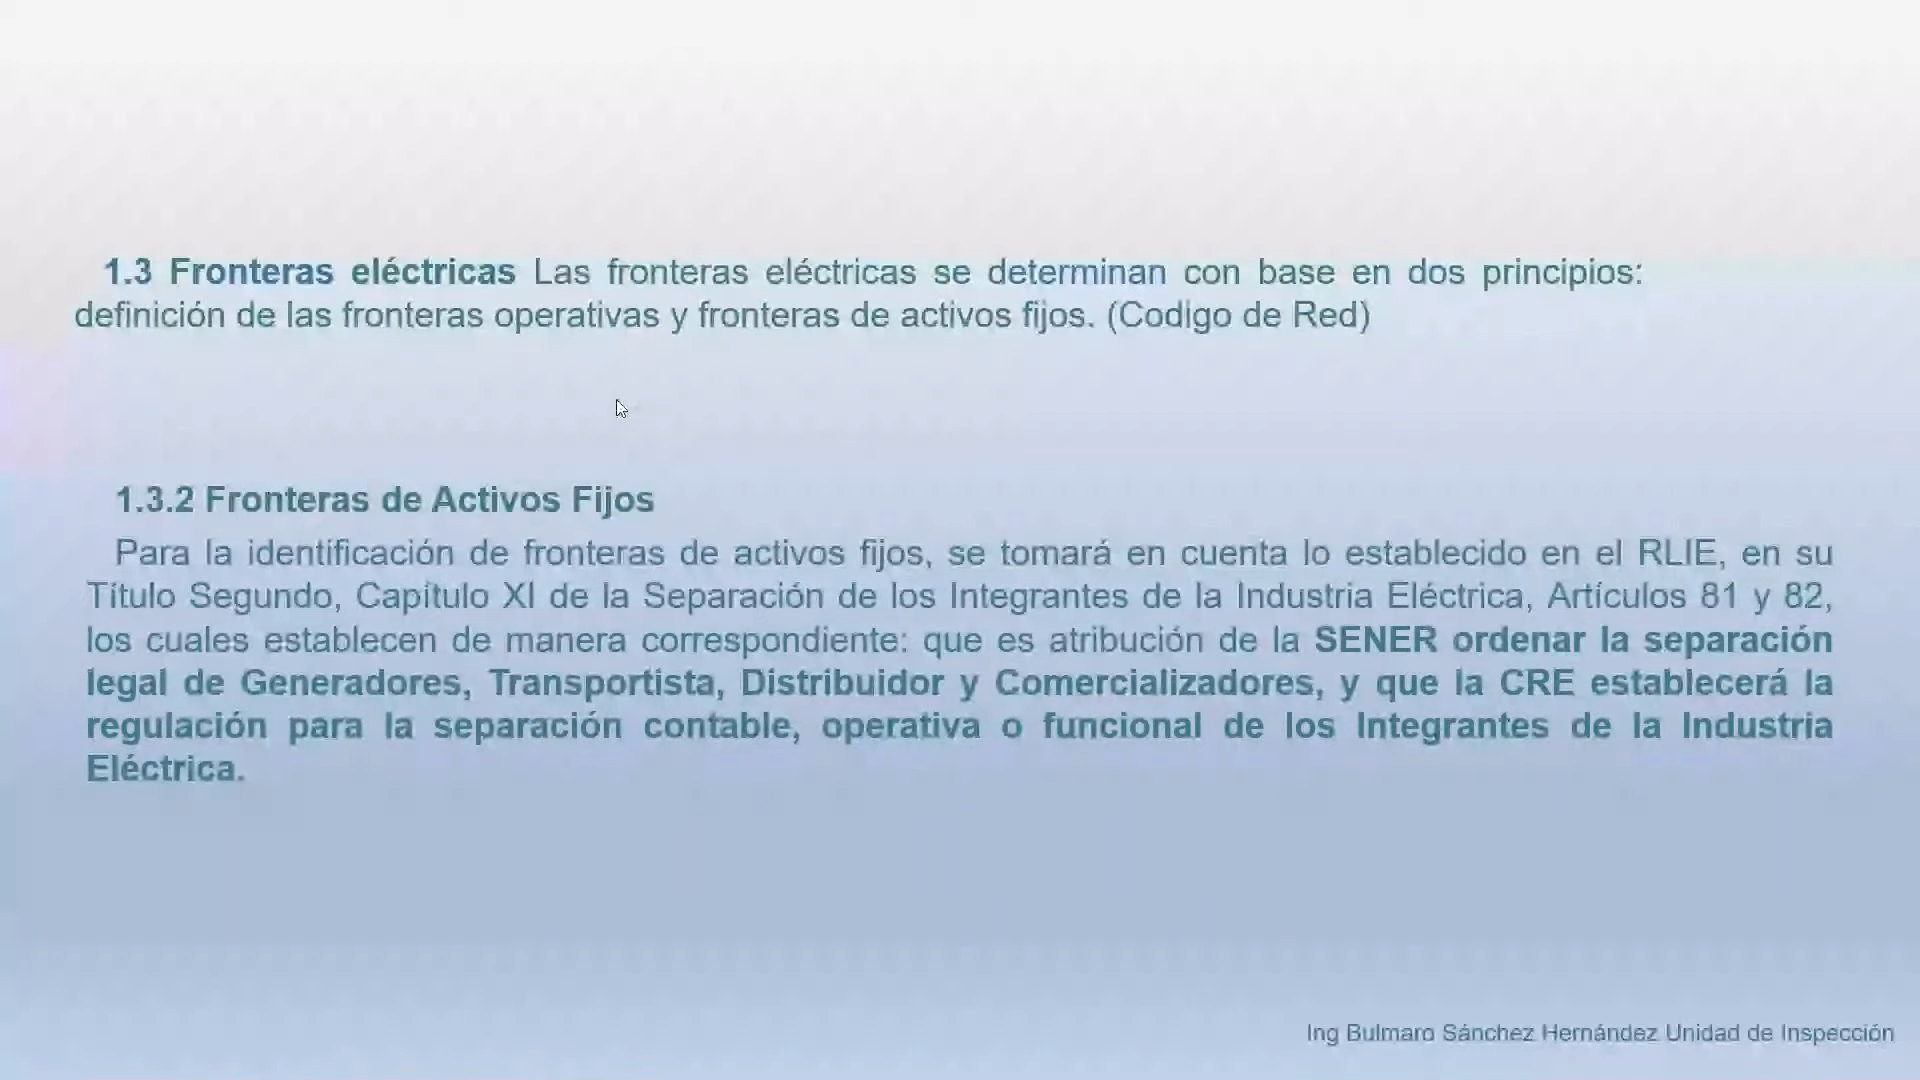 1.3 Fronteras eléctricas Las fronteras eléctricas se determinan con base en dos principios:
definición de las fronteras operativas y fronteras de activos fijos. (Codigo de Red)
1.3.2 Fronteras de Activos Fijos
Para la identificación de fronteras de activos fijos, se tomará en cuenta lo establecido en el RLIE, en su
Título Segundo, Capítulo XI de la Separación de los Integrantes de la Industria Eléctrica, Artículos 81 y 82,
los cuales establecen de manera correspondiente: que es atribución de la SENER ordenar la separación
legal de Generadores, Transportista, Distribuidor y Comercializadores, y que la CRE establecerá la
regulación para la separación contable, operativa o funcional de los Integrantes de la Industria
Eléctrica.
Ing Bulmaro Sánchez Hernández Unidad de Inspección